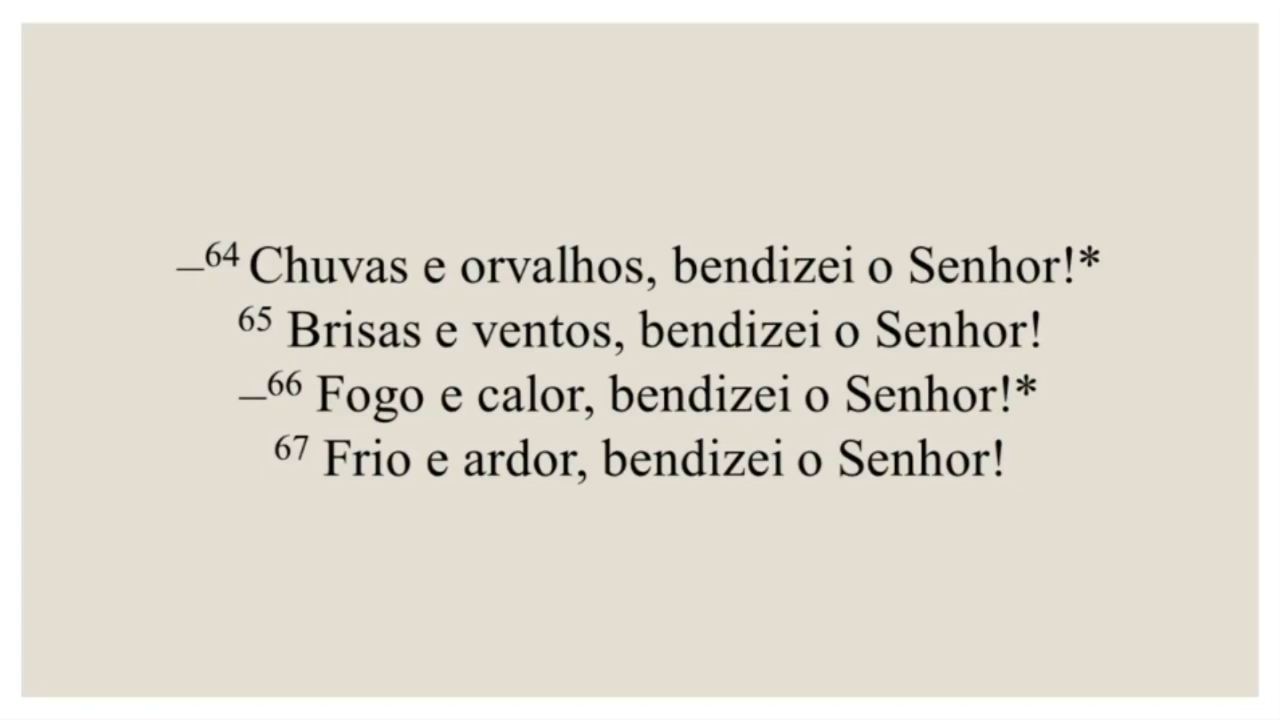 –64 Chuvas e orvalhos, bendizei o Senhor!*
65 Brisas e ventos, bendizei o Senhor!
–66 Fogo e calor, bendizei o Senhor!*
67 Frio e ardor, bendizei o Senhor!